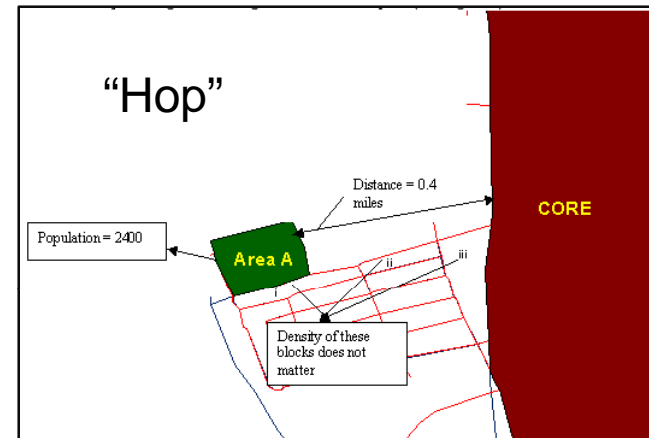 “Hop”
Distance = 0.4
miles
CORE
Population = 2400
Area A
i
ii
iii
Density of these
blocks does not
matter